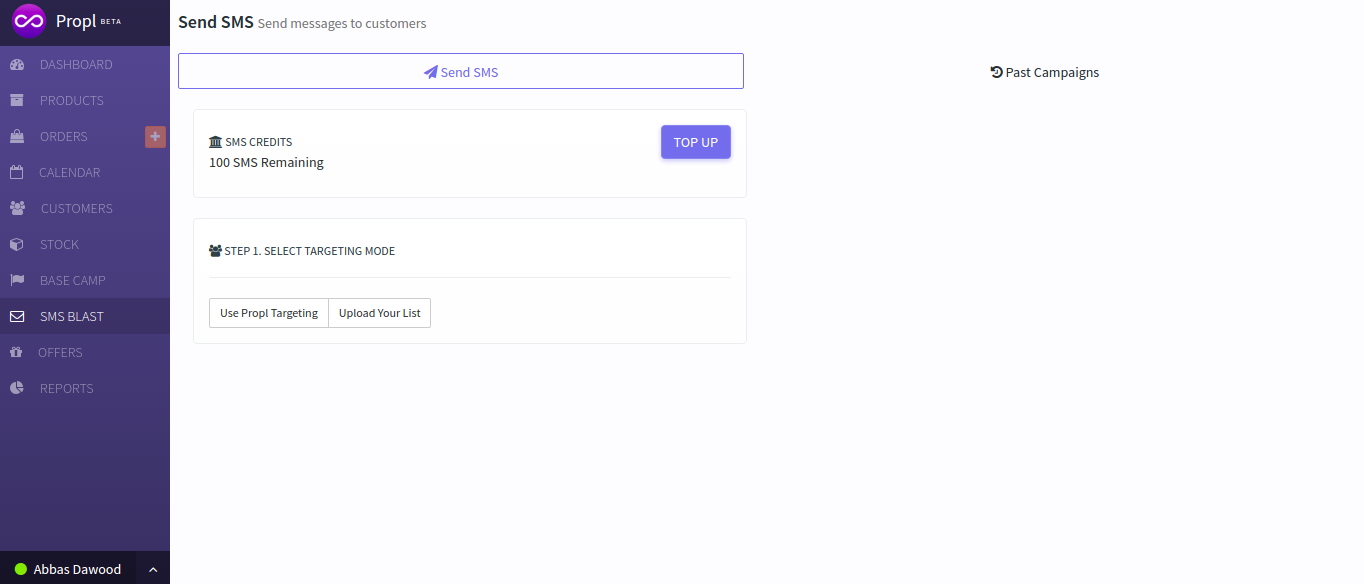 Propl BETA
DASHBOARD
PRODUCTS
ORDERS
CALENDAR
CUSTOMERS
STOCK
BASE CAMP
SMS BLAST
OFFERS
REPORTS
Abbas Dawood
Send SMS Send messages to customers
Send SMS
Past Campaigns
SMS CREDITS
100 SMS Remaining
TOP UP
STEP 1. SELECT TARGETING MODE
Use Propl Targeting
Upload Your List